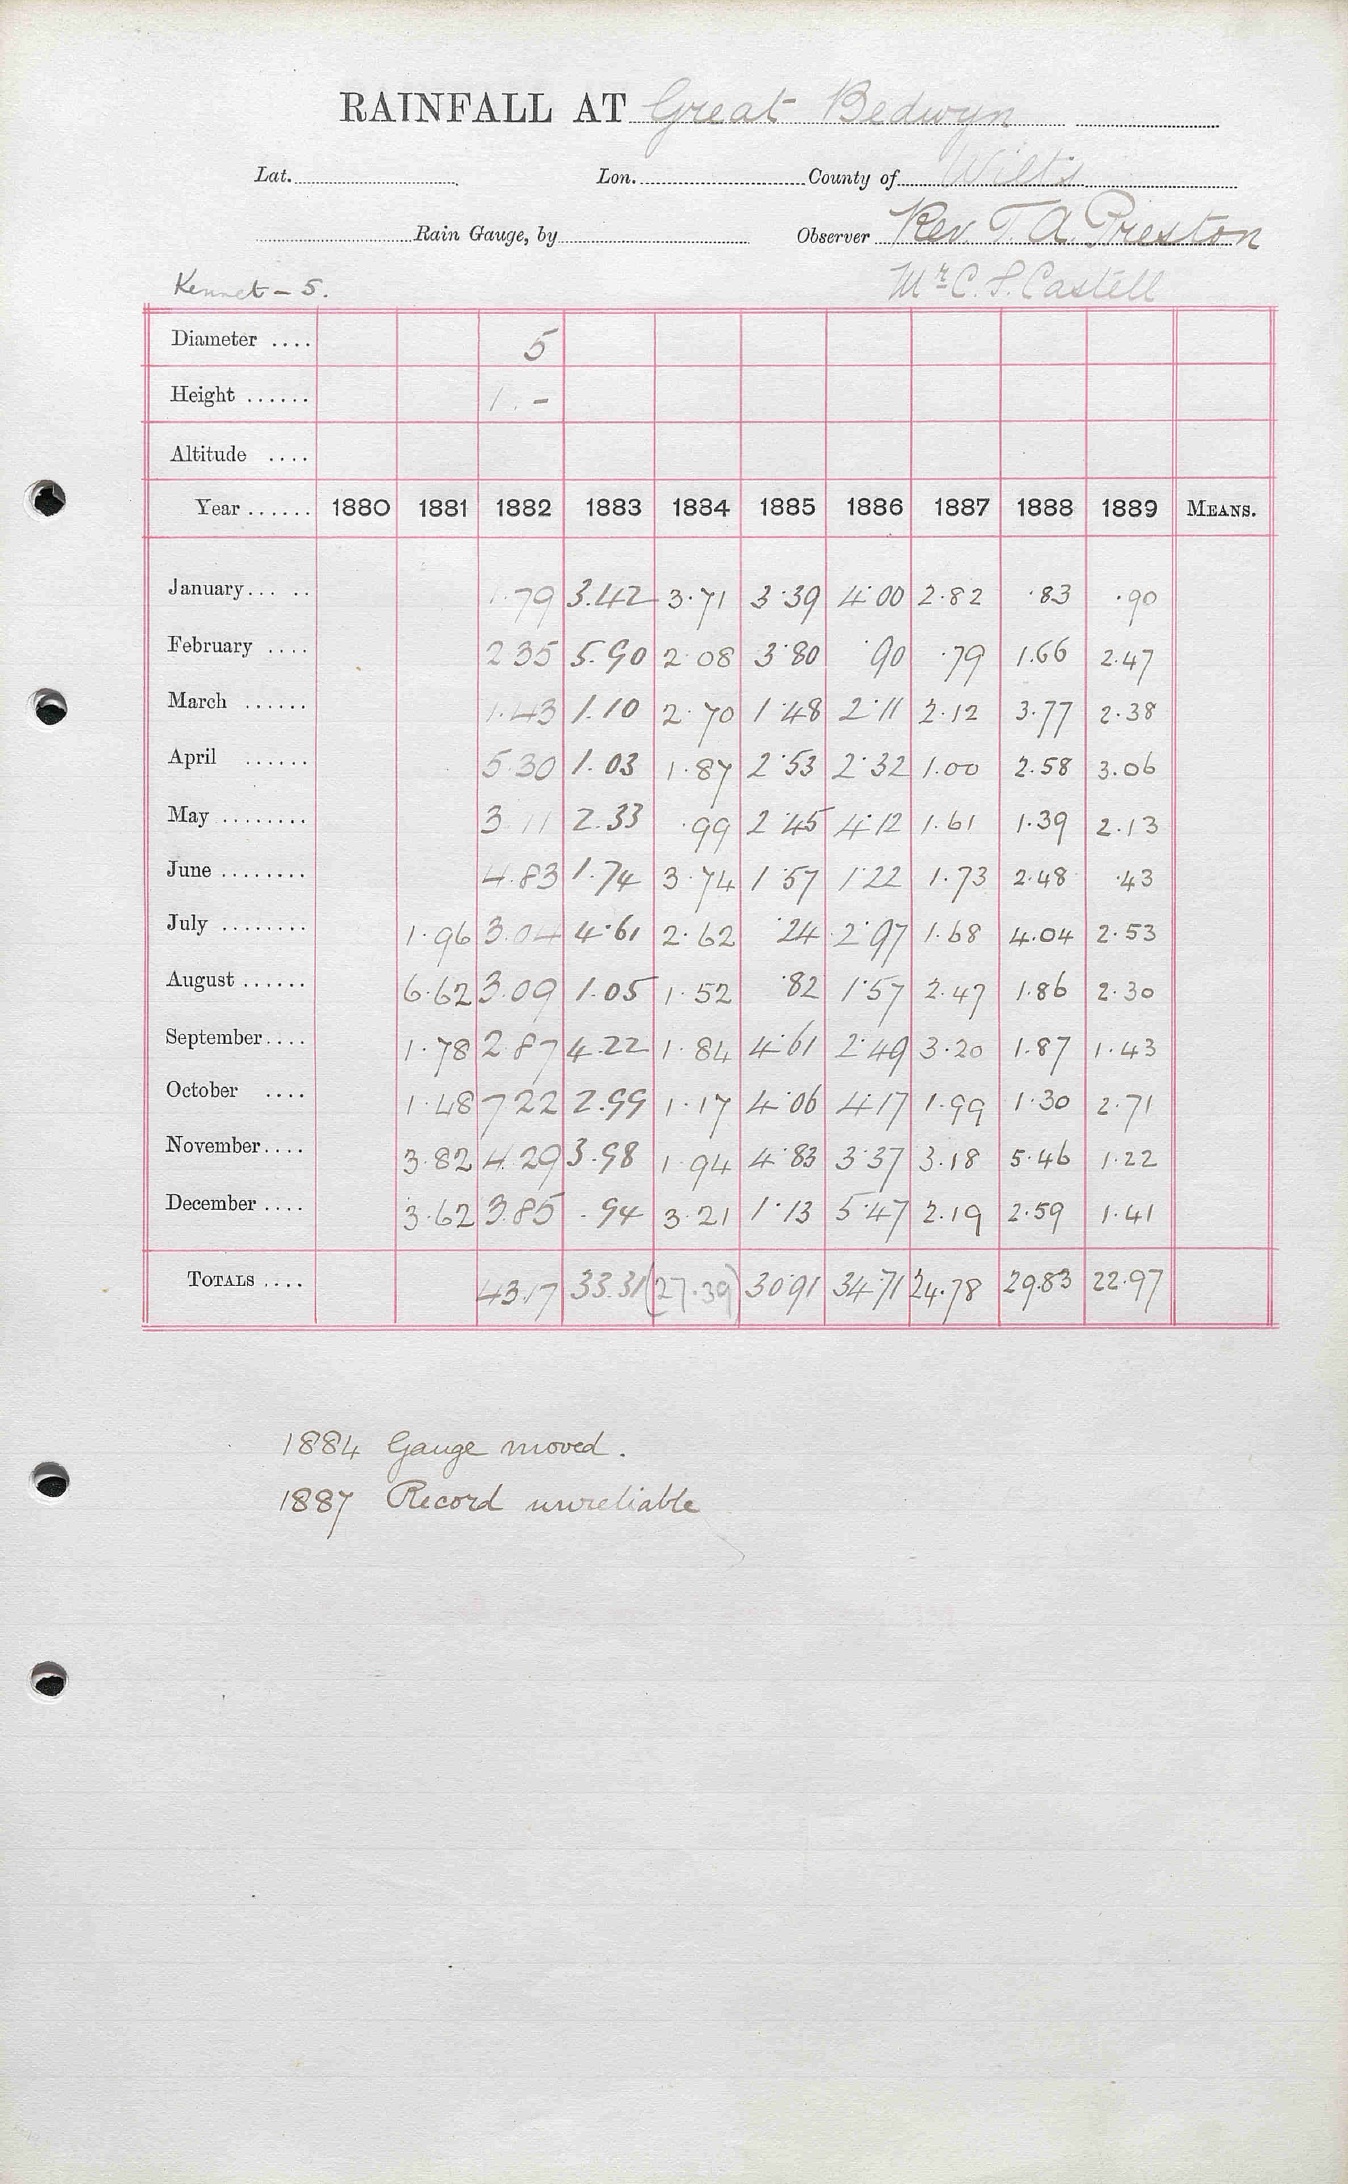 RAINFALL AT Great Bedwyn
Lat. Lon. County of Wilts
Rain Gauge, by Observer Rev. T. A. Preston
Kennet - 5. Mr C. S. Castell
Diameter .... 5
Height ...... 1. -
Altitude ....
Year ...... 1880 1881 1882 1883 1884 1885 1886 1887 1888 1889 MEANS.
January ... .. 1.79 3.42 3.71 3.39 4.00 2.82 .83 .90
February .... 2 35 5.90 2.08 3.80 .90 .79 1.66 2.47
March ...... 1.43 1.10 2.70 1.48 2.11 2.12 3.77 2.38
April ...... 5.30 1.03 1.87 2.53 2.32 1.00 2.58 3.06
May ........ 3.11 2.33 .99 2.45 4.12 1.61 1.39 2.13
June ........ 4.83 1.74 3.74 1.57 1.22 1.73 2.48 .43
July ........ 1.96 3.04 4.61 2.62 .24 2.97 1.68 4.04 2.53
August ...... 6.62 3.09 1.05 1.52 .82 1.57 2.47 1.86 2.30
September .... 1.78 2.87 4.22 1.84 4.61 2.49 3.20 1.87 1.43
October .... 1.48 7.22 2.99 1.17 4.06 4.17 1.99 1.30 2.71
November .... 3.82 4.29 3.98 1.94 4.83 3.37 3.18 5.46 1.22
December .... 3.62 3.85 .94 3.21 1.13 5.47 2.19 2.59 1.41
TOTALS .... 43.17 33.31 (27.39) 30.91 34.71 24.78 29.83 22.97
1884 Gauge moved.
1887 Record unreliable